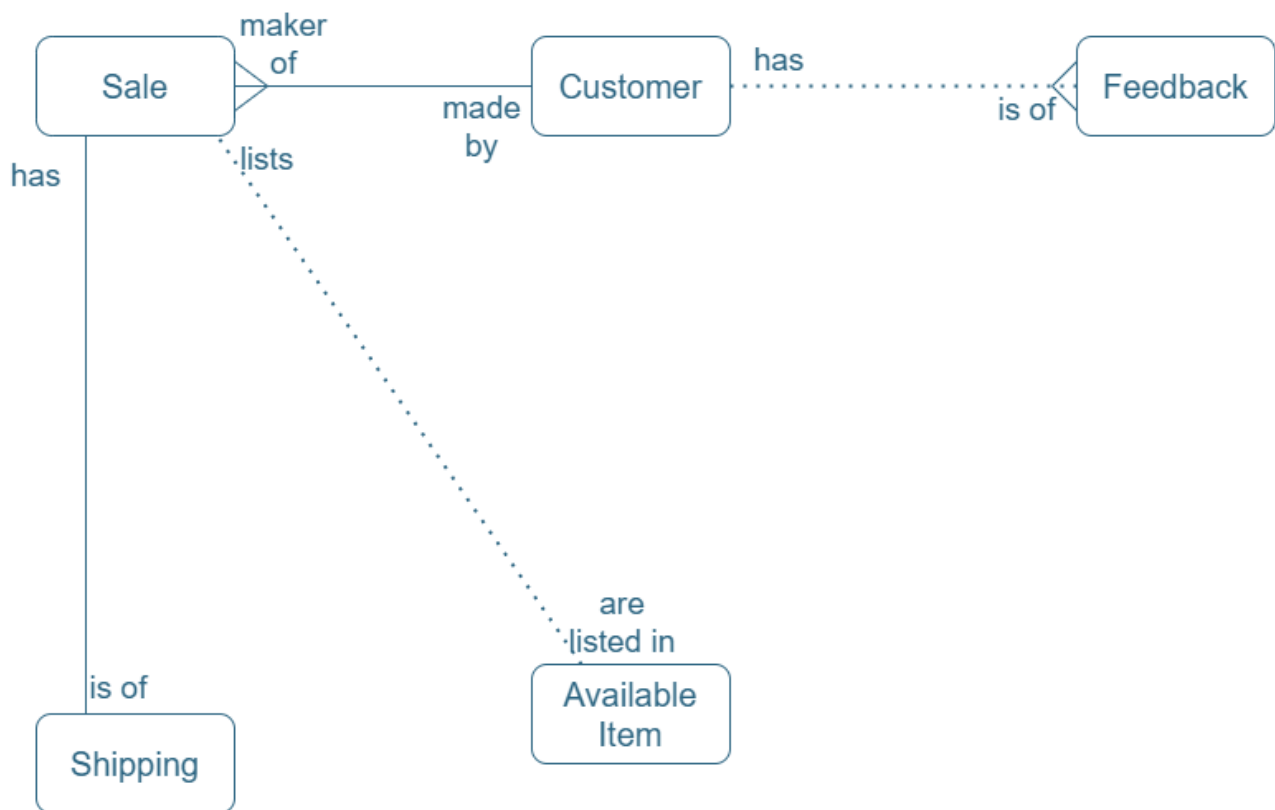 maker
of
Sale
Customer
has
Feedback
made
by
is of
has
lists
are
listed in
is of
Available
Item
Shipping